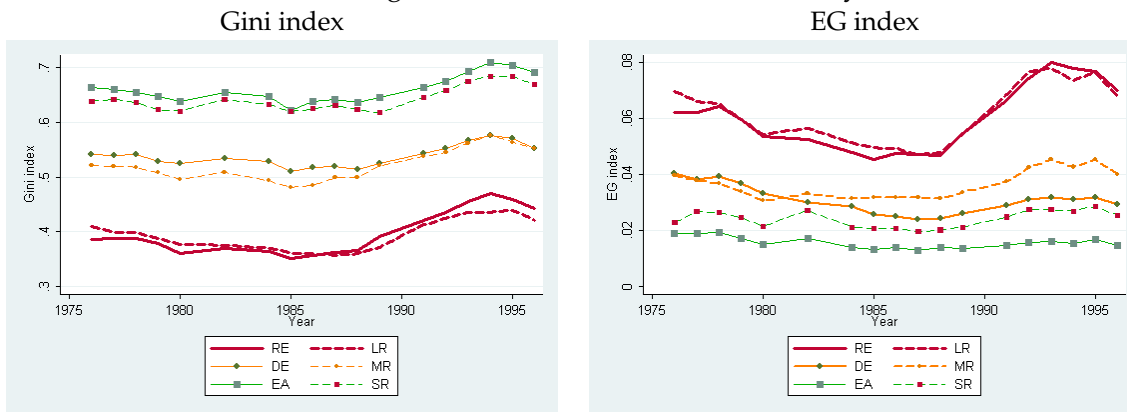 Gini index
EG index
Gini index
.7
.6
.5
.4
.3
1975
1980
1985
1990
1995
Year
RE
LR
DE
MR
EA
SR
EG index
.08
.06
.04
.02
0
1975
1980
1985
1990
1995
Year
RE
LR
DE
MR
EA
SR